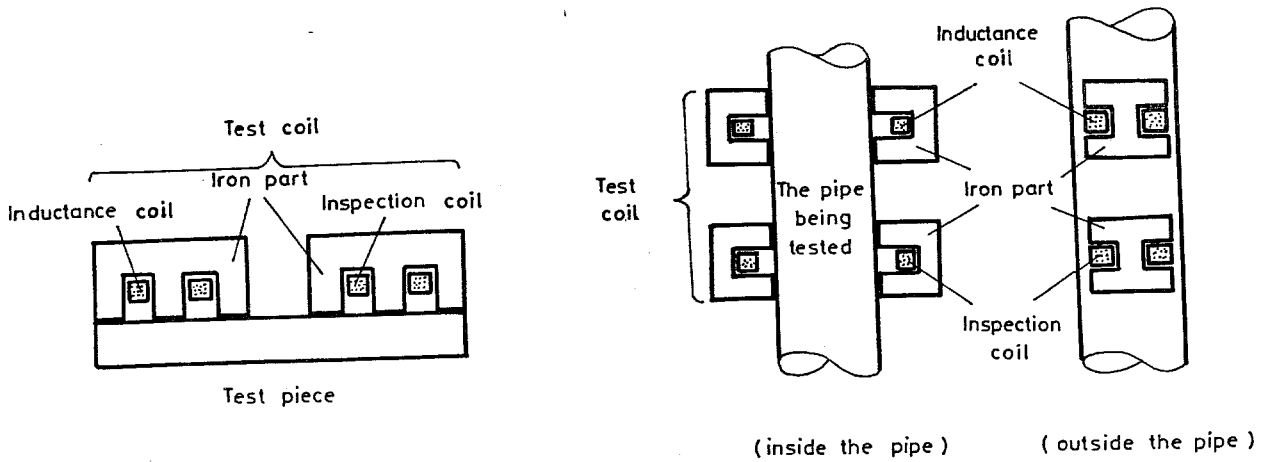 Test coil
Iron part
Inductance coil
Inspection coil
Test piece
Inductance
coil
Test
coil
The pipe
being
tested
Iron part
Inspection
coil
(inside the pipe)
(outside the pipe)